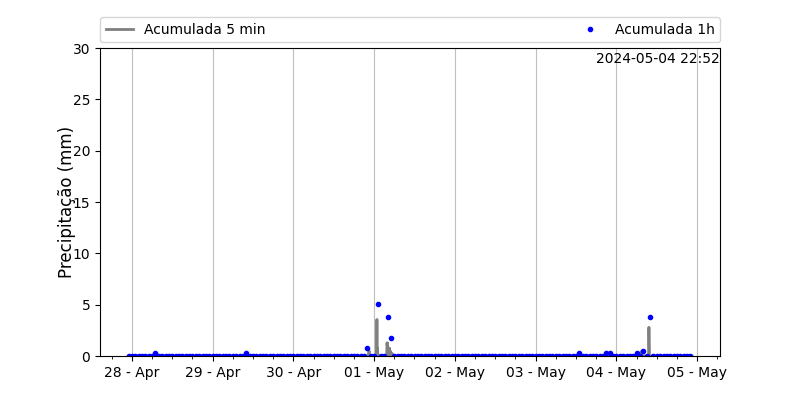 Acumulada 5 min
Acumulada 1h
2024-05-04 22:52
Precipitação (mm)
30
25
20
15
10
5
0
28 - Apr
29 - Apr
30 - Apr
01 - May
02 - May
03 - May
04 - May
05 - May